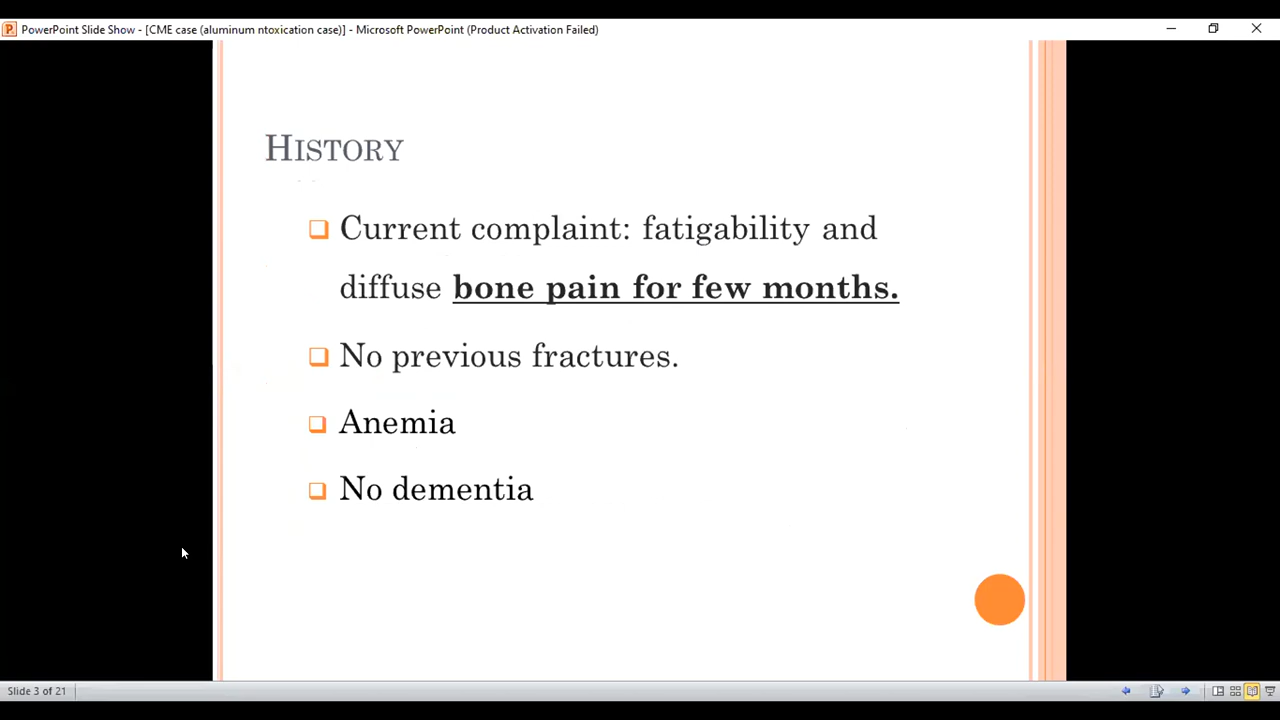 PowerPoint Slide Show - [CME case (aluminum ntoxication case)] - Microsoft PowerPoint (Product Activation Failed)
HISTORY
Current complaint: fatigability and
diffuse bone pain for few months.
No previous fractures.
Anemia
No dementia
Slide 3 of 21